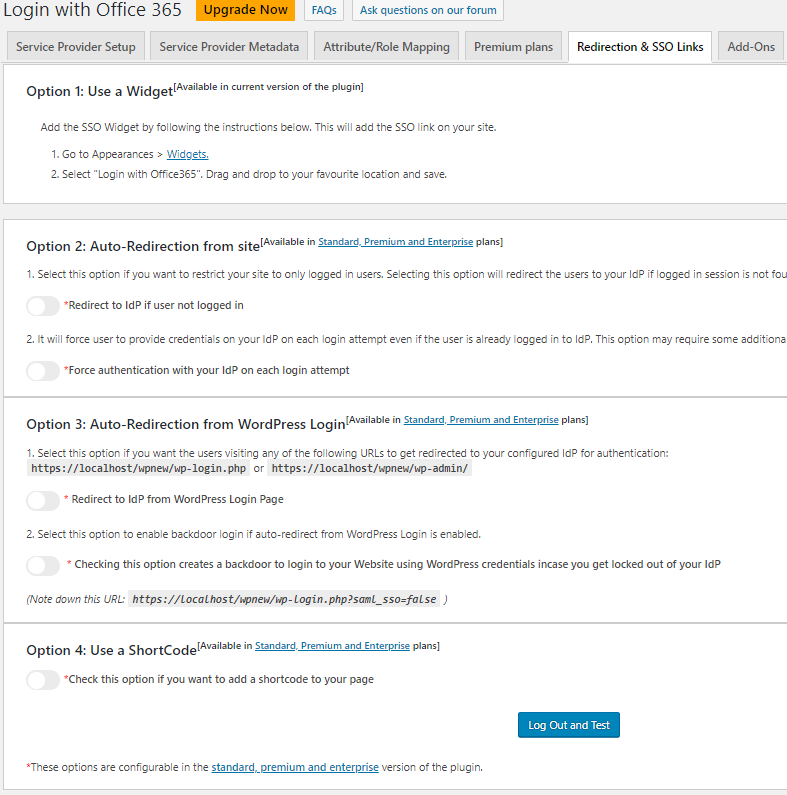 Login with Office 365 Upgrade Now FAQs Ask questions on our forum
Service Provider Setup Service Provider Metadata Attribute/Role Mapping Premium plans Redirection & SSO Links Add-Ons
Option 1: Use a Widget[Available in current version of the plugin]
Add the SSO Widget by following the instructions below. This will add the SSO link on your site.
1. Go to Appearances > Widgets.
2. Select "Login with Office365". Drag and drop to your favourite location and save.
Option 2: Auto-Redirection from site[Available in Standard, Premium and Enterprise plans]
1. Select this option if you want to restrict your site to only logged in users. Selecting this option will redirect the users to your IdP if logged in session is not fou
*Redirect to IdP if user not logged in
2. It will force user to provide credentials on your IdP on each login attempt even if the user is already logged in to IdP. This option may require some additiona
*Force authentication with your IdP on each login attempt
Option 3: Auto-Redirection from WordPress Login[Available in Standard, Premium and Enterprise plans]
1. Select this option if you want the users visiting any of the following URLs to get redirected to your configured IdP for authentication:
https://localhost/wpnew/wp-login.php or https://localhost/wpnew/wp-admin/
* Redirect to IdP from WordPress Login Page
2. Select this option to enable backdoor login if auto-redirect from WordPress Login is enabled.
* Checking this option creates a backdoor to login to your Website using WordPress credentials incase you get locked out of your IdP
(Note down this URL: https://localhost/wpnew/wp-login.php?saml_sso=false )
Option 4: Use a ShortCode[Available in Standard, Premium and Enterprise plans]
*Check this option if you want to add a shortcode to your page
Log Out and Test
*These options are configurable in the standard, premium and enterprise version of the plugin.